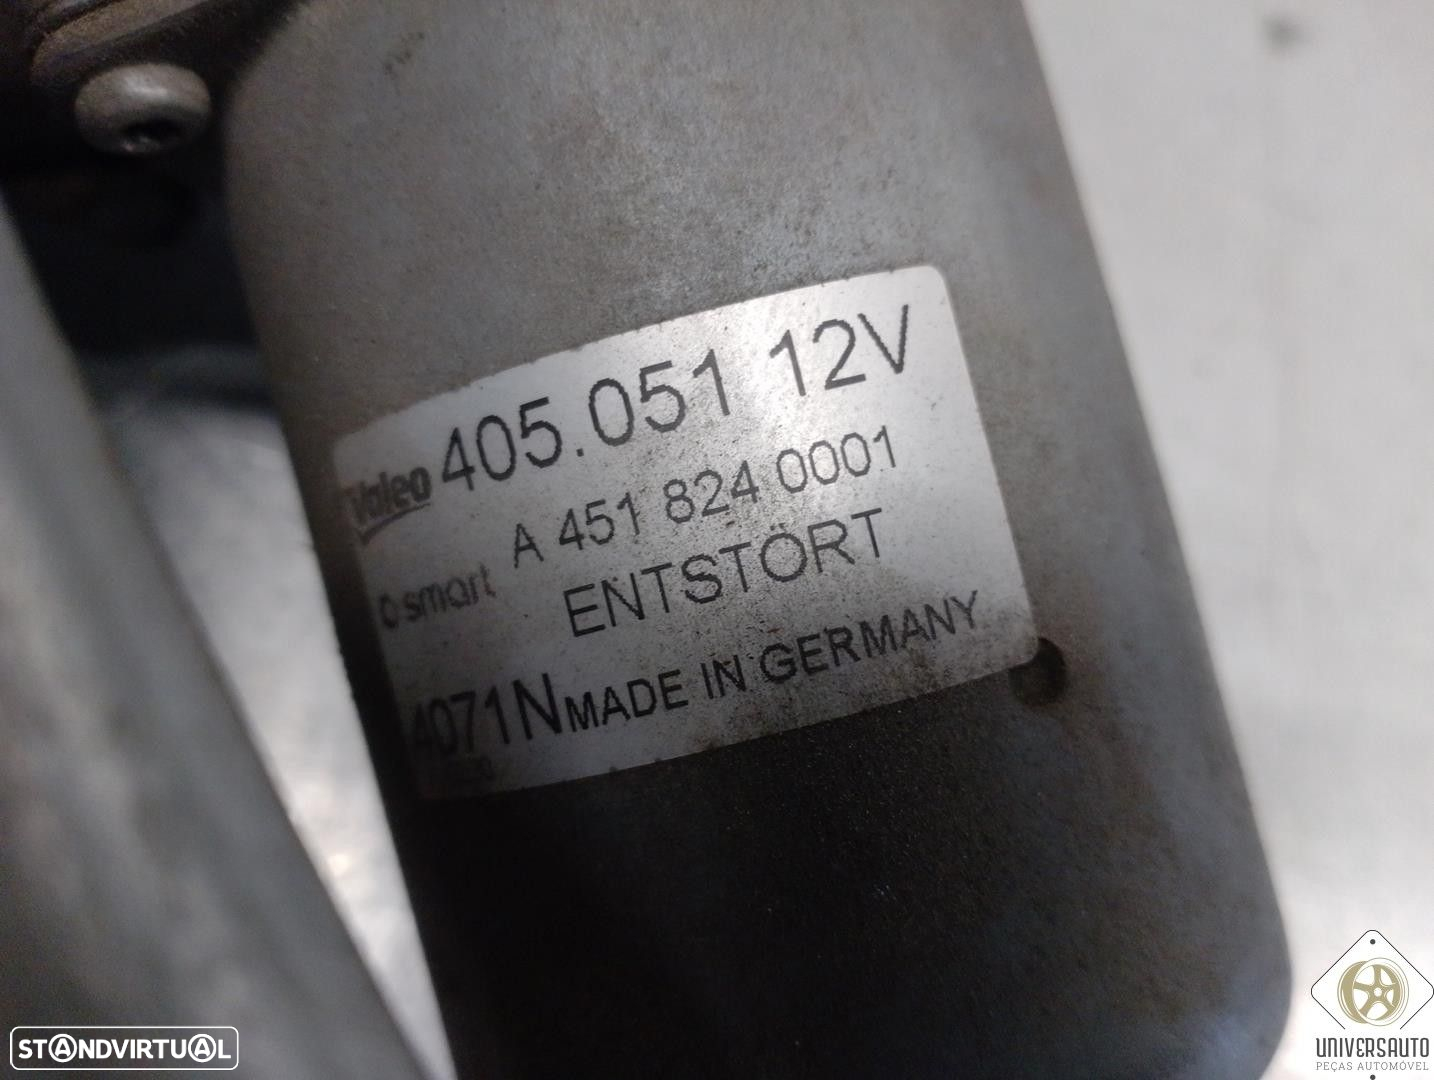 Valeo 405.051 12V
smart A 451 824 0001
ENTSTÖRT
4071N MADE IN GERMANY
STANDVIRTUAL
UNIVERSAUTO
PEÇAS AUTOMÓVEL